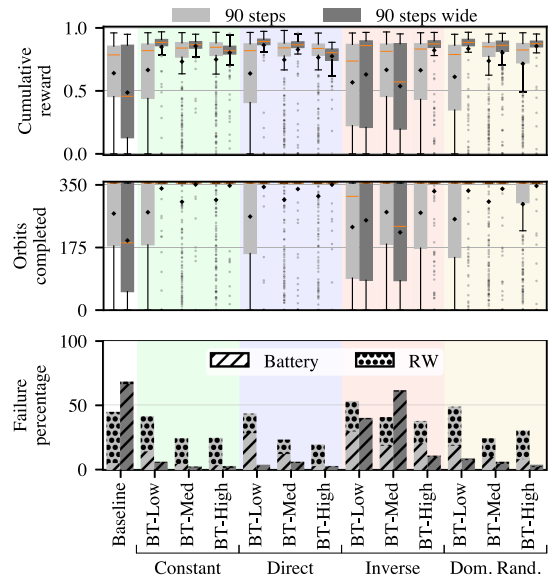 90 steps
90 steps wide
Cumulative
reward
1.0
0.5
0.0
Orbits
completed
350
175
0
Failure
percentage
100
50
0
Battery
RW
Baseline
BT-Low
BT-Med
BT-High
BT-Low
BT-Med
BT-High
BT-Low
BT-Med
BT-High
BT-Low
BT-Med
BT-High
Constant
Direct
Inverse
Dom. Rand.